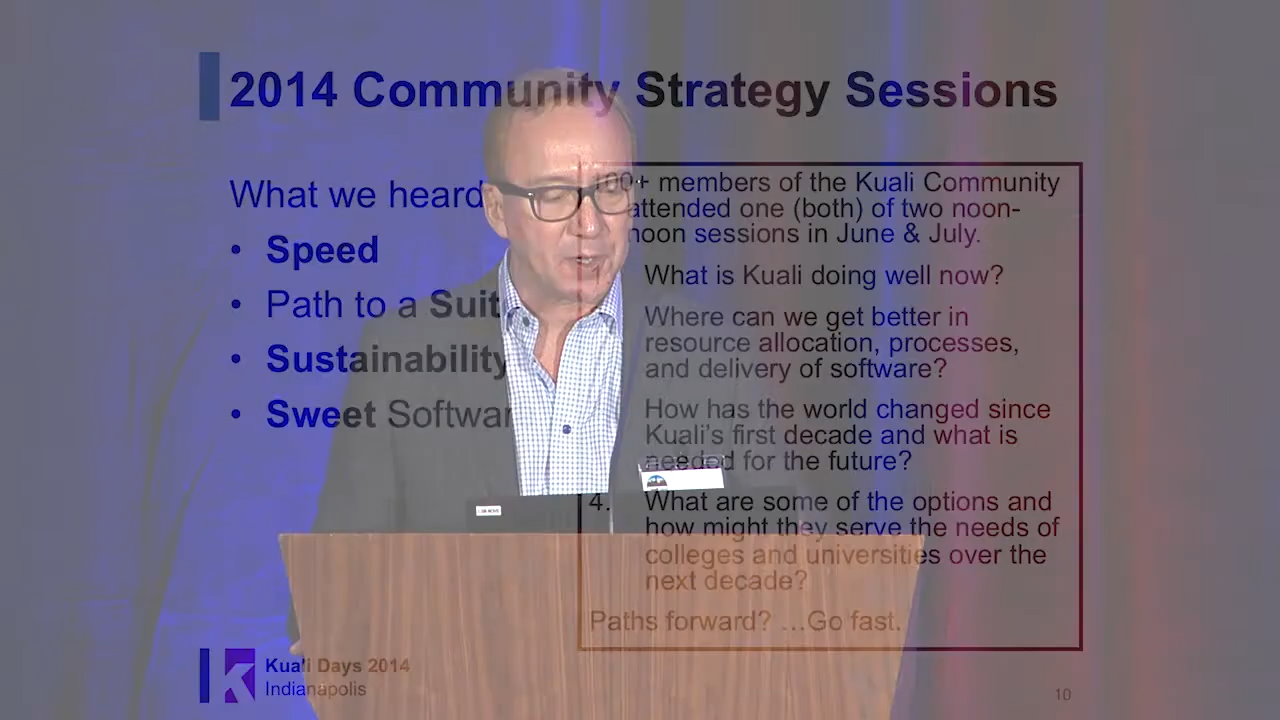 2014 Community Strategy Sessions
What we heard
• Speed
• Path to a Suit
• Sustainability
• Sweet Softwar
100+ members of the Kuali Community
attended one (both) of two noon-
noon sessions in June & July.
What is Kuali doing well now?
Where can we get better in
resource allocation, processes,
and delivery of software?
How has the world changed since
Kuali's first decade and what is
needed for the future?
4. What are some of the options and
how might they serve the needs of
colleges and universities over the
next decade?
Paths forward? …Go fast.
Kuali Days 2014
Indianapolis
10